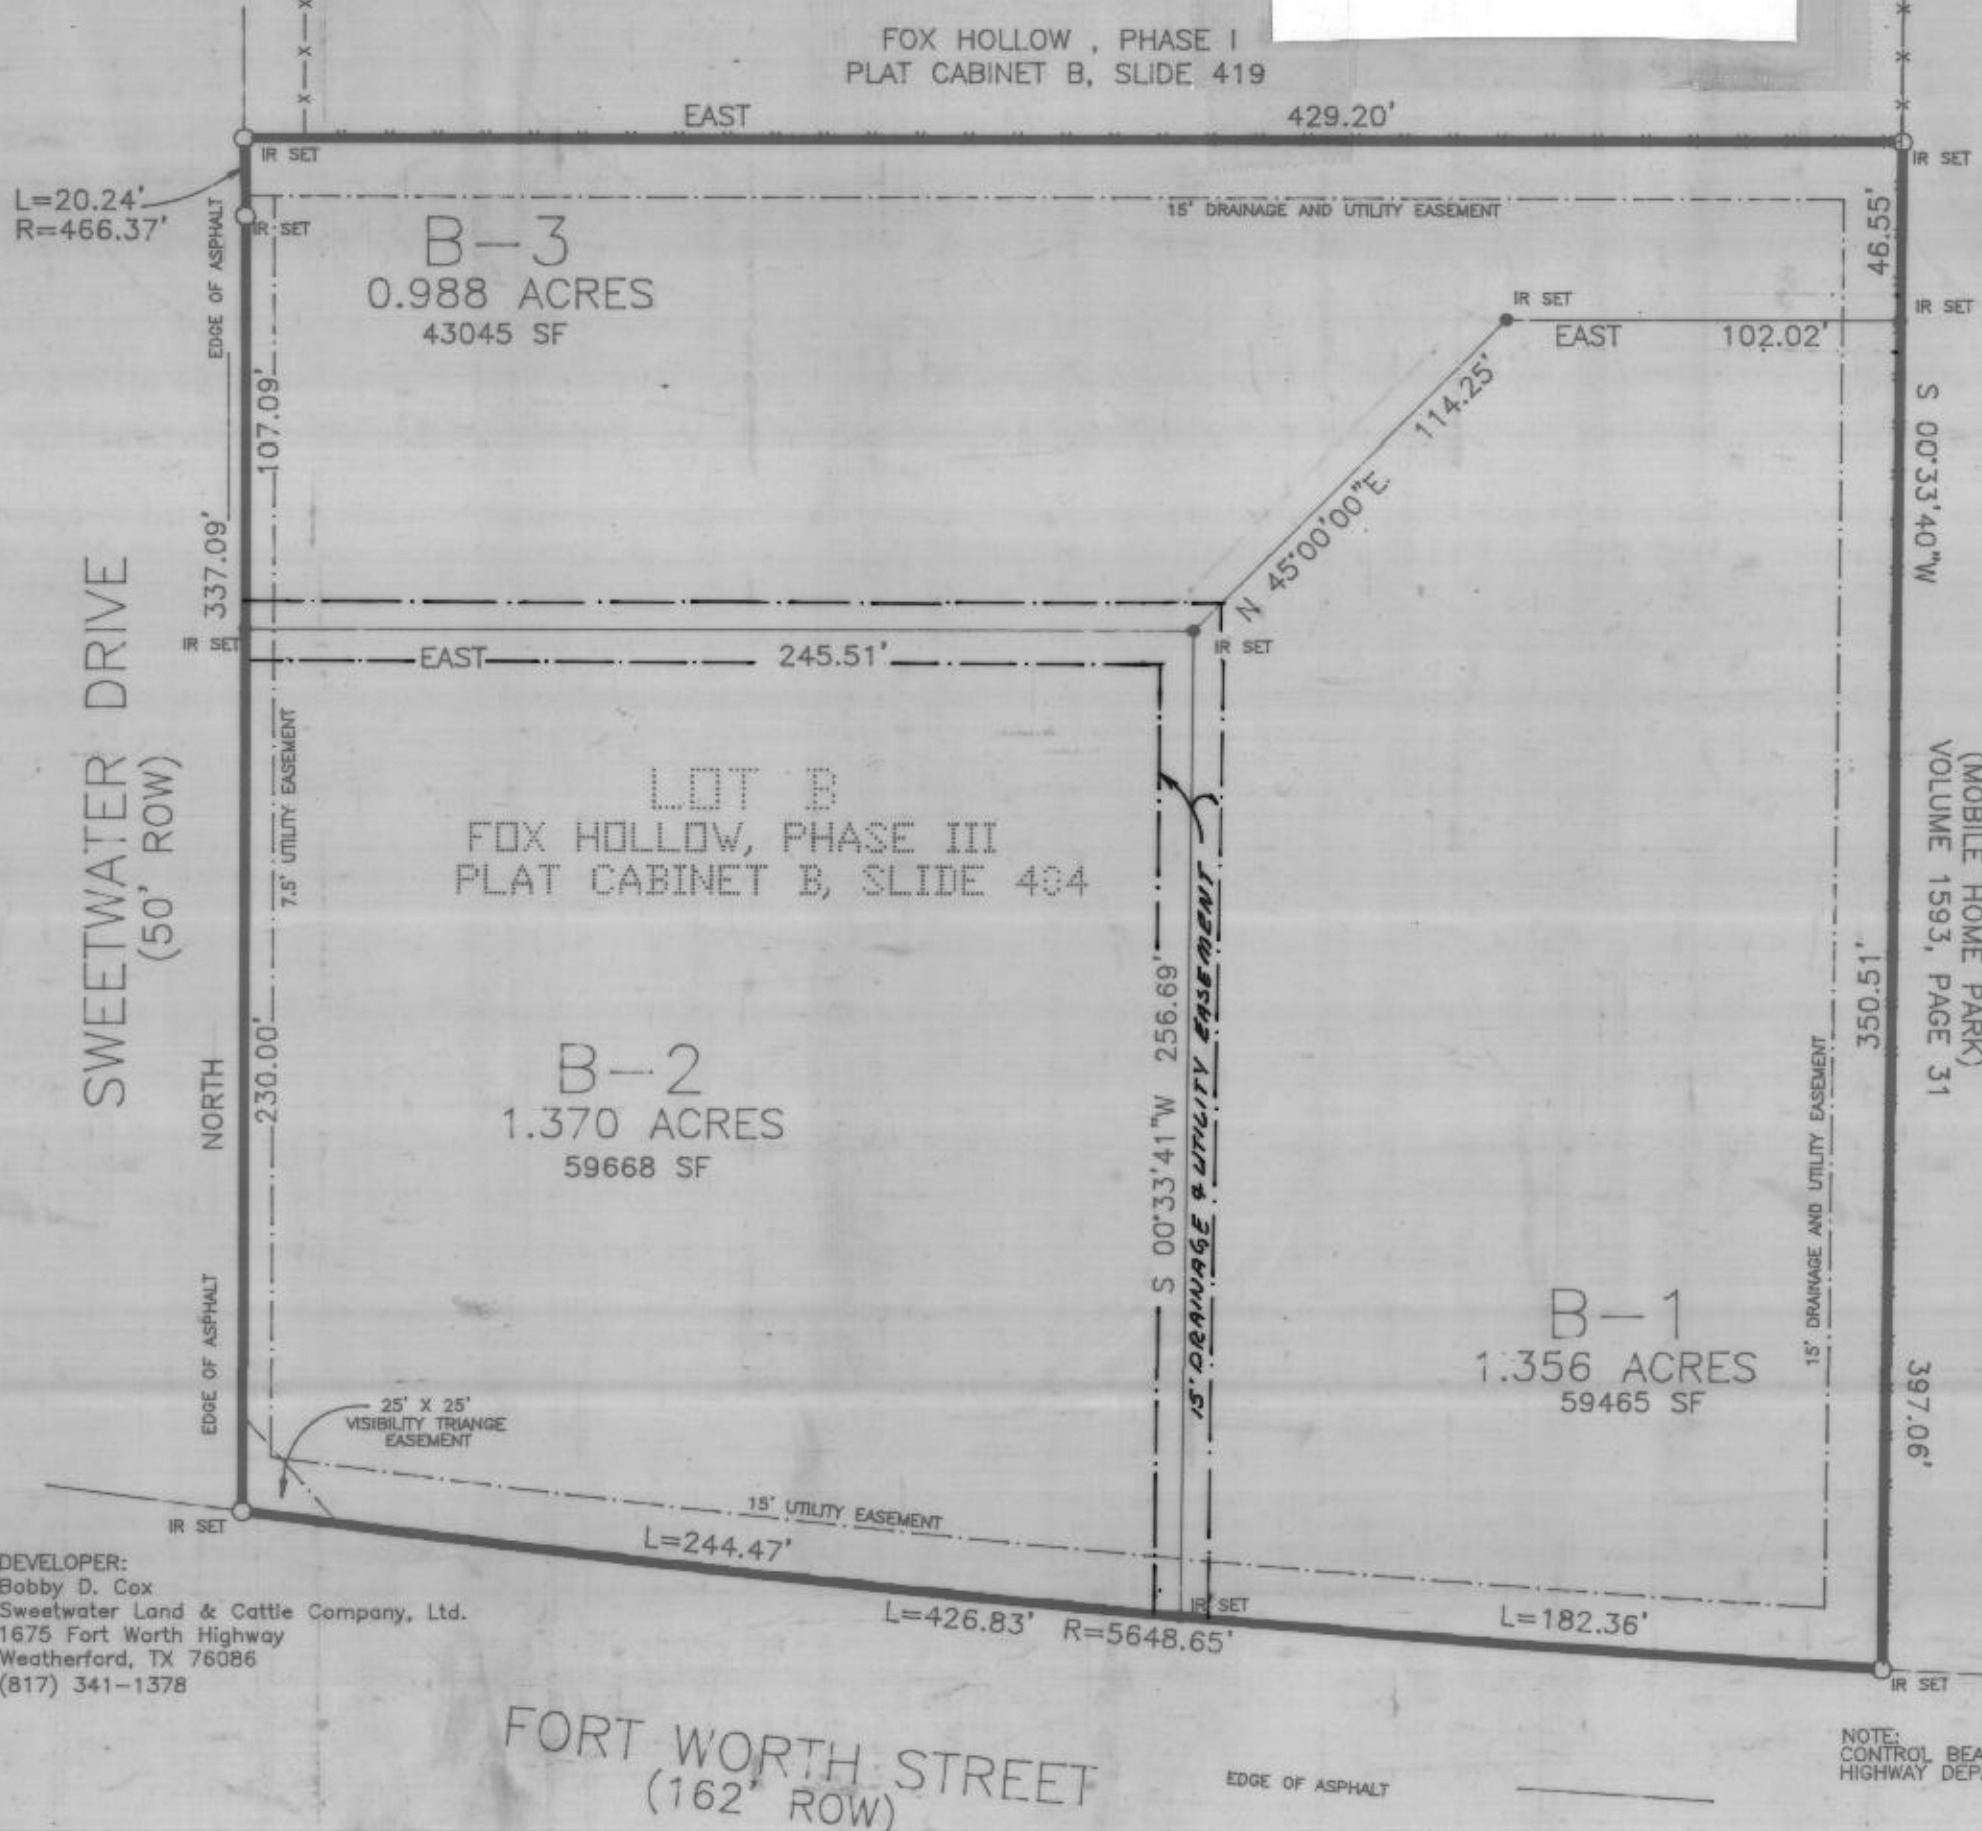 FOX HOLLOW , PHASE I
PLAT CABINET B, SLIDE 419
EAST
429.20'
IR SET
IR SET
L=20.24'
R=466.37'
IR SET
EDGE OF ASPHALT
B-3
0.988 ACRES
43045 SF
15' DRAINAGE AND UTILITY EASEMENT
46.55'
IR SET
IR SET
EAST
102.02'
S 00°33'40"W
107.09'
337.09'
N 45°00'00"E
114.25'
SWEETWATER DRIVE
(50' ROW)
IR SET
IR SET
EAST
245.51'
7.5' UTILITY EASEMENT
LOT B
FOX HOLLOW, PHASE III
PLAT CABINET B, SLIDE 404
(MOBILE HOME PARK)
VOLUME 1593, PAGE 31
350.51'
NORTH
230.00'
B-2
1.370 ACRES
59668 SF
S 00°33'41"W 256.69'
15' DRAINAGE & UTILITY EASEMENT
15' DRAINAGE AND UTILITY EASEMENT
B-1
1.356 ACRES
59465 SF
397.06'
EDGE OF ASPHALT
25' X 25'
VISIBILITY TRIANGE
EASEMENT
15' UTILITY EASEMENT
IR SET
L=244.47'
IR SET
L=426.83' R=5648.65'
L=182.36'
IR SET
DEVELOPER:
Bobby D. Cox
Sweetwater Land & Cattle Company, Ltd.
1675 Fort Worth Highway
Weatherford, TX 76086
(817) 341-1378
FORT WORTH STREET
(162' ROW)
EDGE OF ASPHALT
NOTE:
CONTROL BEA
HIGHWAY DEP